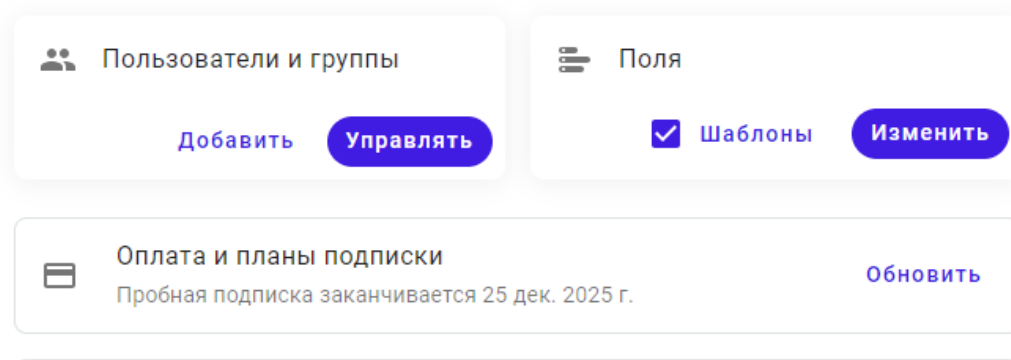 Пользователи и группы
Добавить
Управлять
Поля
Шаблоны
Изменить
Оплата и планы подписки
Пробная подписка заканчивается 25 дек. 2025 г.
Обновить